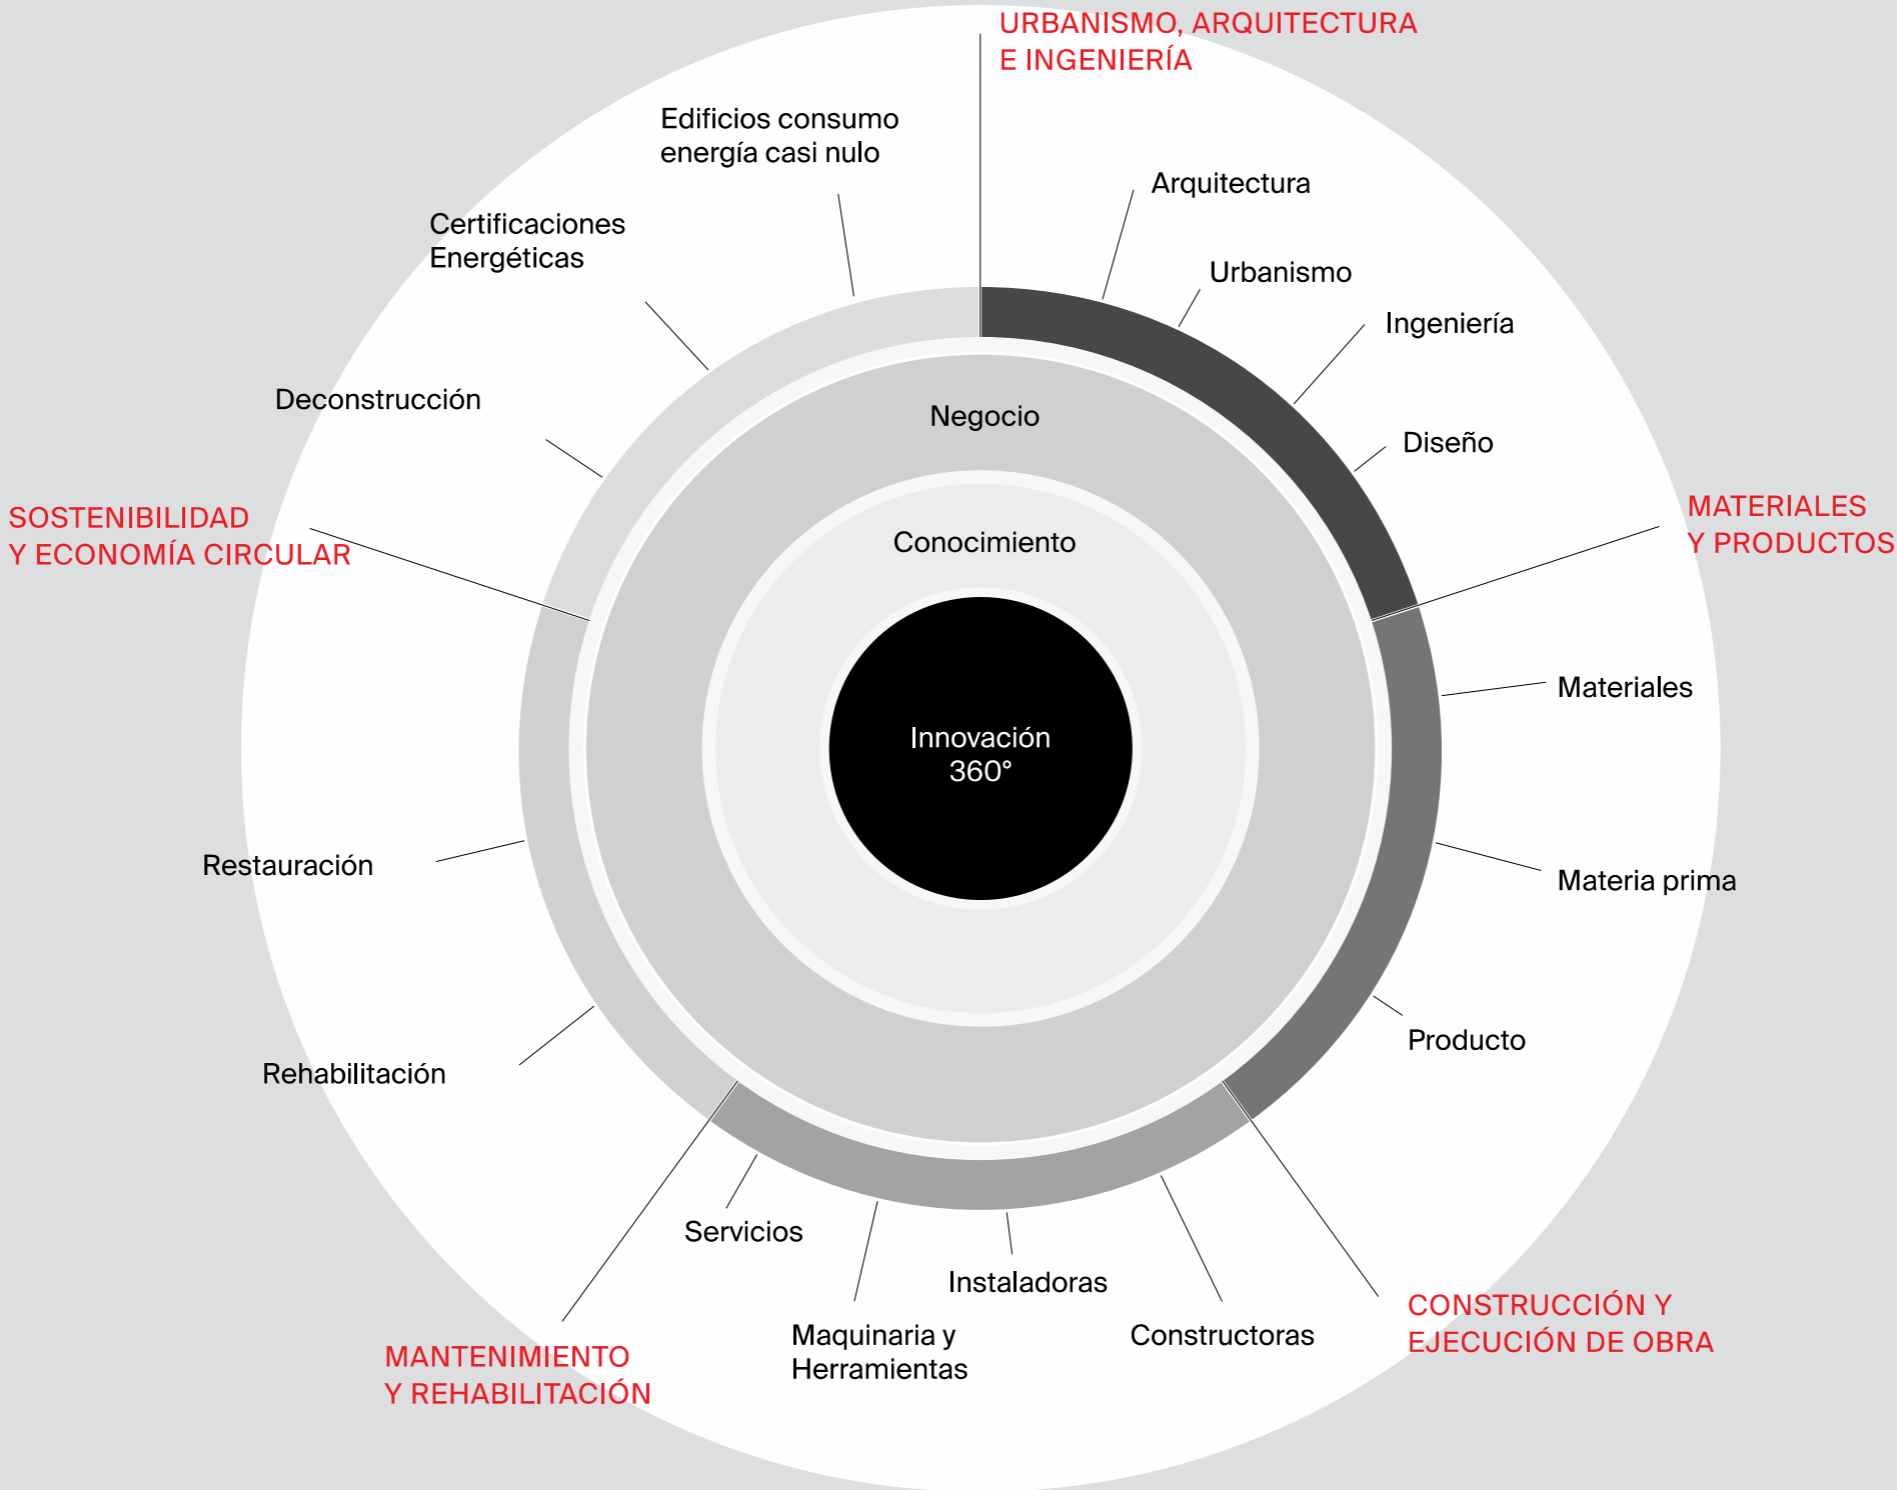 URBANISMO, ARQUITECTURA
E INGENIERÍA
Arquitectura
Urbanismo
Ingeniería
Diseño
MATERIALES
Y PRODUCTOS
Materiales
Materia prima
Producto
CONSTRUCCIÓN Y
EJECUCIÓN DE OBRA
Constructoras
Instaladoras
Maquinaria y
Herramientas
Servicios
MANTENIMIENTO
Y REHABILITACIÓN
Rehabilitación
Restauración
SOSTENIBILIDAD
Y ECONOMÍA CIRCULAR
Deconstrucción
Certificaciones
Energéticas
Edificios consumo
energía casi nulo
Negocio
Conocimiento
Innovación
360°